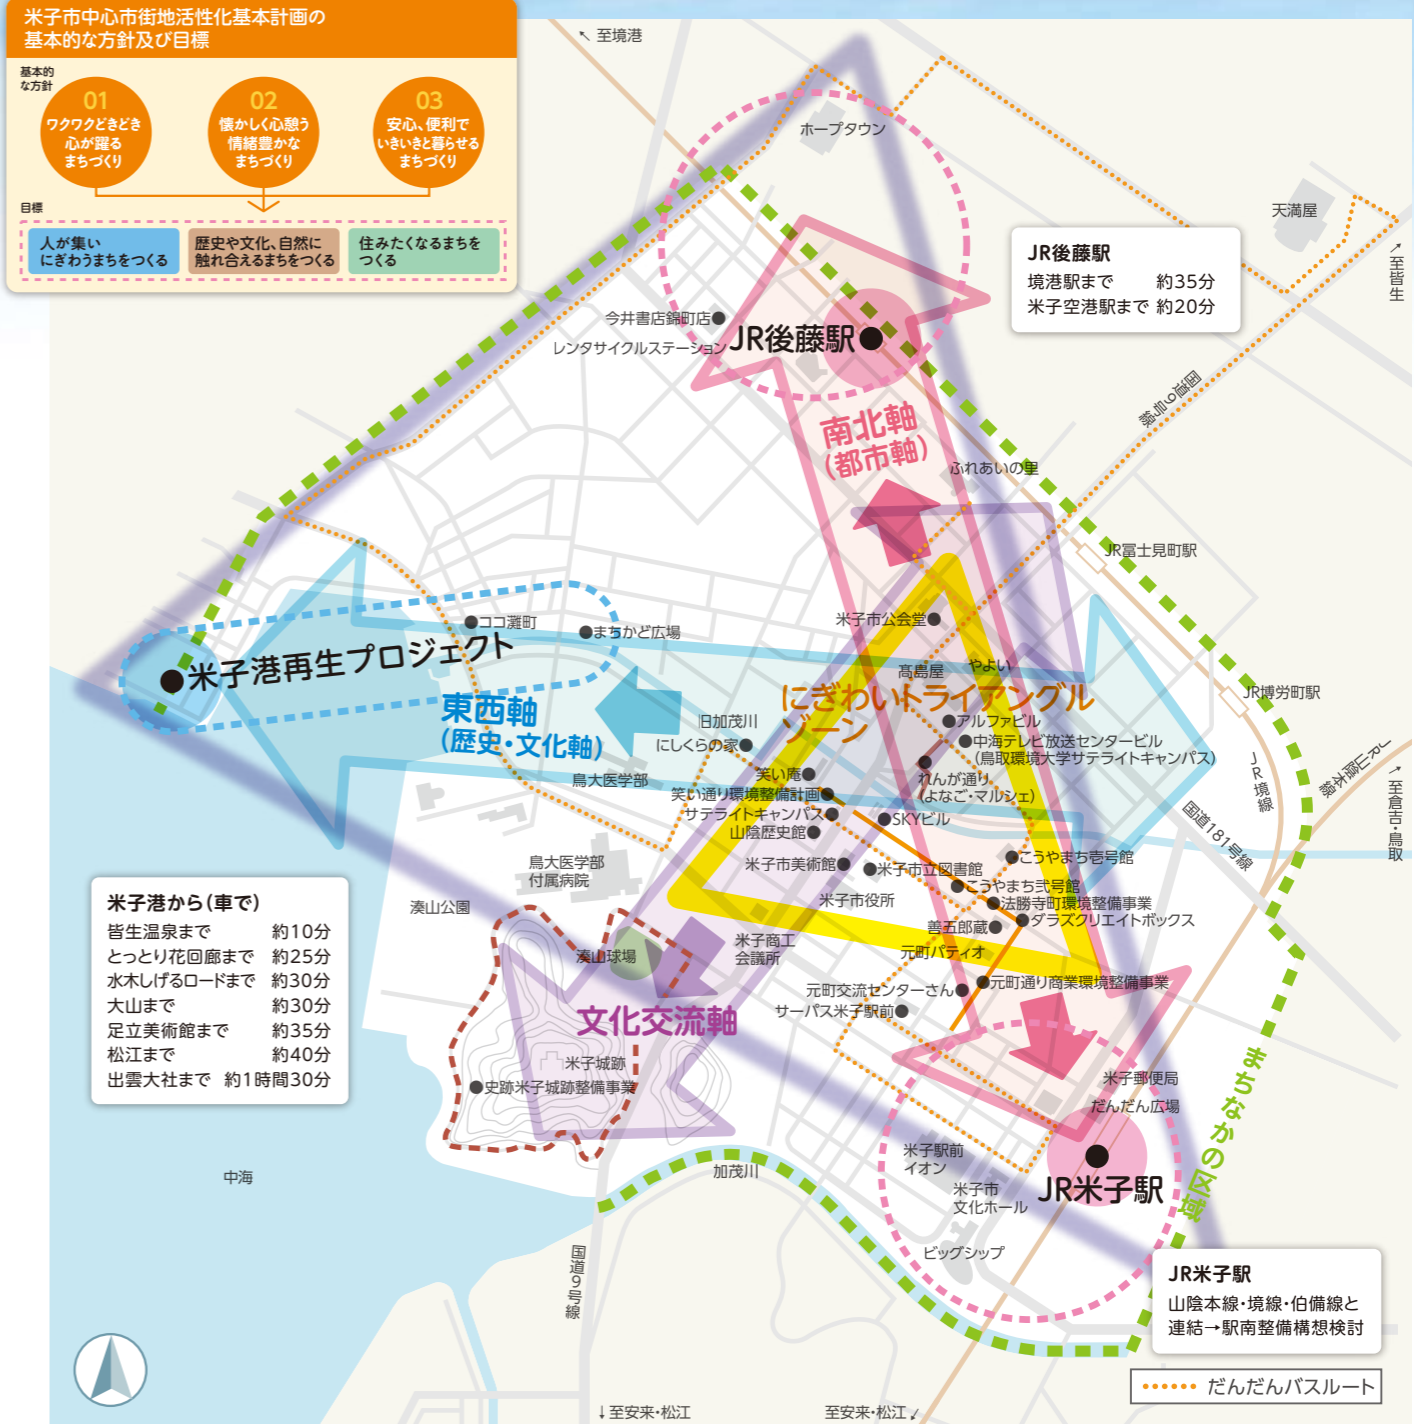 米子市中心市街地活性化基本計画の
基本的な方針及び目標
基本的
な方針
01
ワクワクどきどき
心が躍る
まちづくり
02
懐かしく心憩う
情緒豊かな
まちづくり
03
安心、便利で
いきいきと暮らせる
まちづくり
目標
人が集い
にぎわうまちをつくる
歴史や文化、自然に
触れ合えるまちをつくる
住みたくなるまちを
つくる
↖ 至境港
ホープタウン
天満屋
↗至皆生
JR後藤駅
境港駅まで 約35分
米子空港駅まで 約20分
今井書店錦町店
レンタサイクルステーション
JR後藤駅
国道9号線
南北軸
(都市軸)
ふれあいの里
JR富士見町駅
米子市公会堂
ココ灘町
まちかど広場
米子港再生プロジェクト
髙島屋
やよい
JR博労町駅
東西軸
(歴史・文化軸)
にぎわいトライアングル
ゾーン
旧加茂川
アルファビル
にしくらの家
中海テレビ放送センタービル
(鳥取環境大学サテライトキャンパス)
JR境線
JR山陰本線
↗至倉吉・鳥取
鳥大医学部
笑い庵
れんが通り
(よなご・マルシェ)
笑い通り環境整備計画
サテライトキャンパス
SKYビル
国道181号線
山陰歴史館
鳥大医学部
付属病院
米子市美術館
米子市立図書館
こうやまち壱号館
こうやまち弐号館
米子市役所
法勝寺町環境整備事業
湊山公園
善五郎蔵
ダラズクリエイトボックス
米子港から(車で)
皆生温泉まで 約10分
とっとり花回廊まで 約25分
水木しげるロードまで 約30分
大山まで 約30分
足立美術館まで 約35分
松江まで 約40分
出雲大社まで 約1時間30分
湊山球場
米子商工
会議所
元町パティオ
元町通り商業環境整備事業
元町交流センターさん
サーパス米子駅前
文化交流軸
米子城跡
史跡米子城跡整備事業
米子郵便局
だんだん広場
まちなかの区域
米子駅前
イオン
中海
加茂川
米子市
文化ホール
JR米子駅
ビッグシップ
国道9号線
JR米子駅
山陰本線・境線・伯備線と
連結→駅南整備構想検討
だんだんバスルート
↓至安来・松江
至安来・松江↙